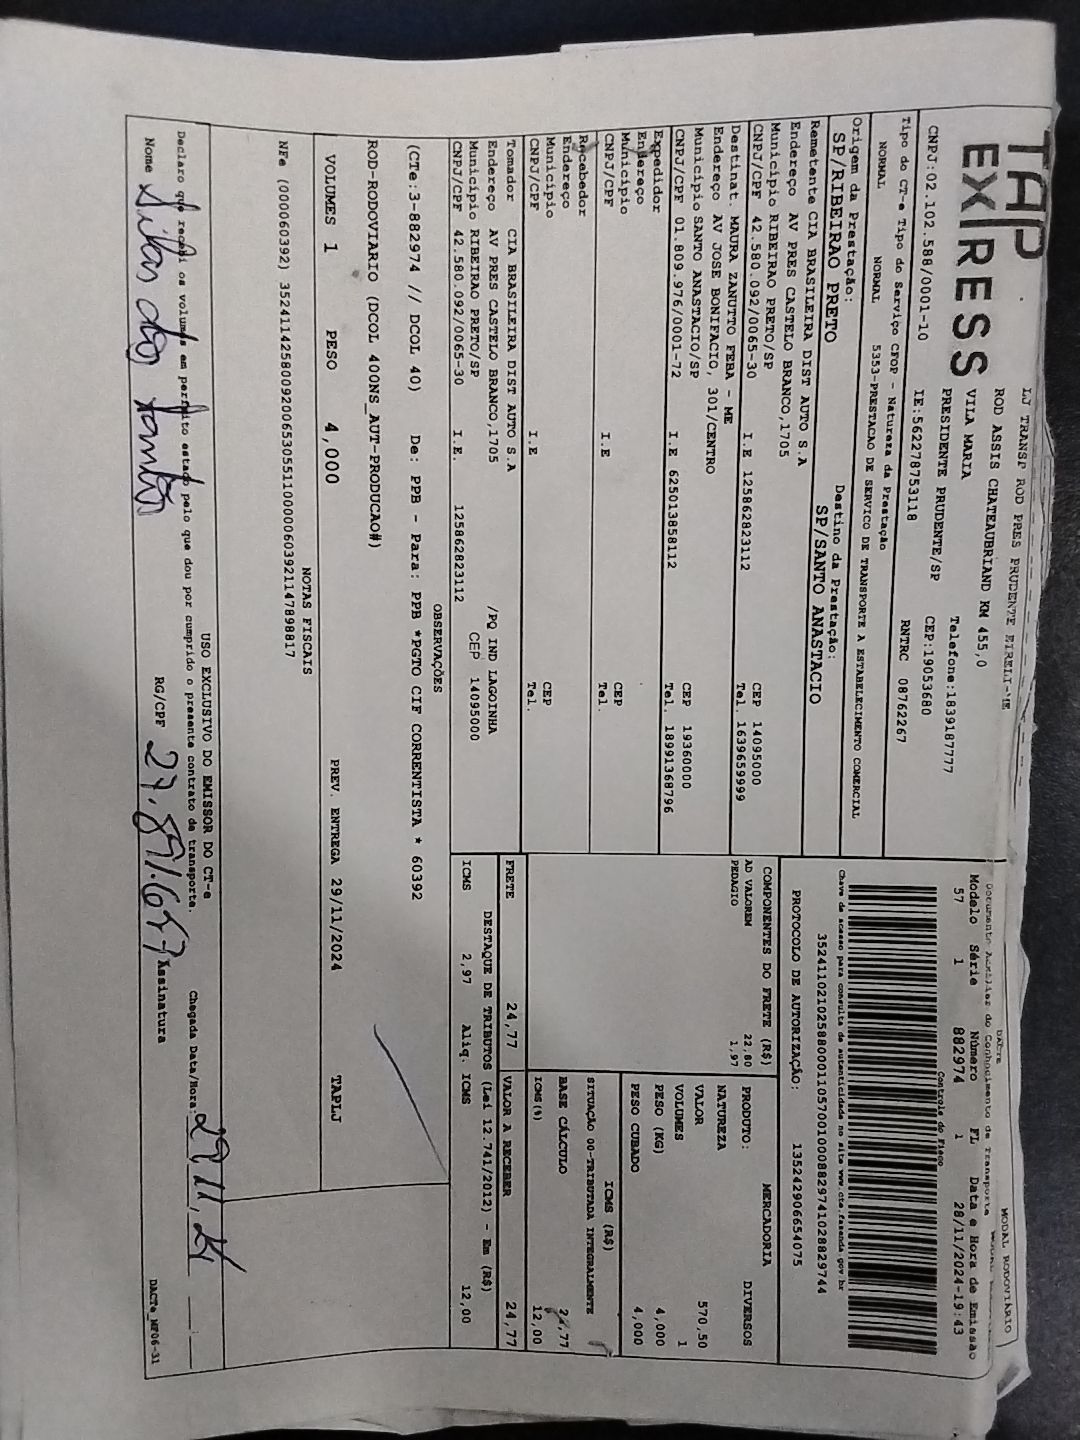 TAP EXPRESS
LJ TRANSP ROD PRES PRUDENTE EIRELI-ME
ROD ASSIS CHATEAUBRIAND KM 455,0
VILA MARIA Telefone:1839187777
PRESIDENTE PRUDENTE/SP CEP:19053680
CNPJ:02.102.588/0001-10 IE:562278753118 RNTRC 08762267
Tipo do CT-e Tipo do Serviço CFOP - Natureza da Prestação
NORMAL NORMAL 5353-PRESTACAO DE SERVICO DE TRANSPORTE A ESTABELECIMENTO COMERCIAL
Origem da Prestação: Destino da Prestação:
SP/RIBEIRAO PRETO SP/SANTO ANASTACIO
DACTE MODAL RODOVIÁRIO
Documento Auxiliar do Conhecimento de Transporte
Modelo Série Número FL Data e Hora de Emissão
57 1 882974 1 28/11/2024-19:43
Controle do Fisco
Chave de acesso para consulta de autenticidade no site www.cte.fazenda.gov.br
35241102102588000110570010008829741028829744
PROTOCOLO DE AUTORIZAÇÃO: 135242906654075
Remetente CIA BRASILEIRA DIST AUTO S.A
Endereço AV PRES CASTELO BRANCO,1705
Município RIBEIRAO PRETO/SP CEP 14095000
CNPJ/CPF 42.580.092/0065-30 I.E 125862823112 Tel. 1639659999
Destinat. MAURA ZANUTTO FEBA - ME
Endereço AV JOSE BONIFACIO, 301/CENTRO
Município SANTO ANASTACIO/SP CEP 19360000
CNPJ/CPF 01.809.976/0001-72 I.E 625013858112 Tel. 18991368796
Expedidor
Endereço
Município CEP
CNPJ/CPF I.E Tel.
Recebedor
Endereço
Município CEP
CNPJ/CPF I.E Tel.
Tomador CIA BRASILEIRA DIST AUTO S.A
Endereço AV PRES CASTELO BRANCO,1705 /PQ IND LAGOINHA
Município RIBEIRAO PRETO/SP CEP 14095000
CNPJ/CPF 42.580.092/0065-30 I.E. 125862823112
COMPONENTES DO FRETE (R$)
AD VALOREM 22,80
PEDAGIO 1,97
MERCADORIA
PRODUTO: DIVERSOS
NATUREZA
VALOR 570,50
VOLUMES 1
PESO (KG) 4,000
PESO CUBADO 4,000
ICMS (R$)
SITUAÇÃO 00-TRIBUTADA INTEGRALMENTE
BASE CÁLCULO 24,77
ICMS(%) 12,00
FRETE 24,77 VALOR A RECEBER 24,77
DESTAQUE DE TRIBUTOS (Lei 12.741/2012) - Em (R$)
ICMS 2,97 Aliq. ICMS 12,00
OBSERVAÇÕES
(CTe:3-882974 // DCOL 40) De: PPB - Para: PPB *PGTO CIF CORRENTISTA * 60392
ROD-RODOVIARIO (DCOL 400NS_AUT-PRODUCAO#)
VOLUMES 1 PESO 4,000 PREV. ENTREGA 29/11/2024 TAPLJ
NOTAS FISCAIS
NFe (000060392) 35241142580092006530551100000603921147898817
USO EXCLUSIVO DO EMISSOR DO CT-e
Declaro que recebi os volumes em perfeito estado pelo que dou por cumprido o presente contrato de transporte. Chegada Data/Hora: 29 11, 24
Nome Silas dos Santos RG/CPF 27.891.657 Assinatura
DACTe_MF06-31